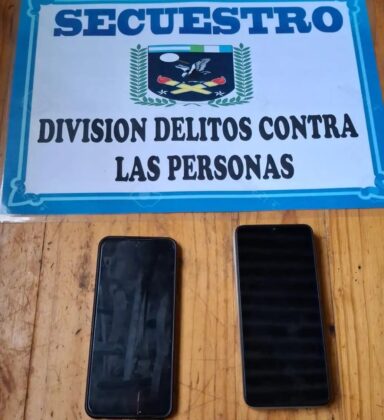 SECUESTRO
DIVISION DELITOS CONTRA
LAS PERSONAS